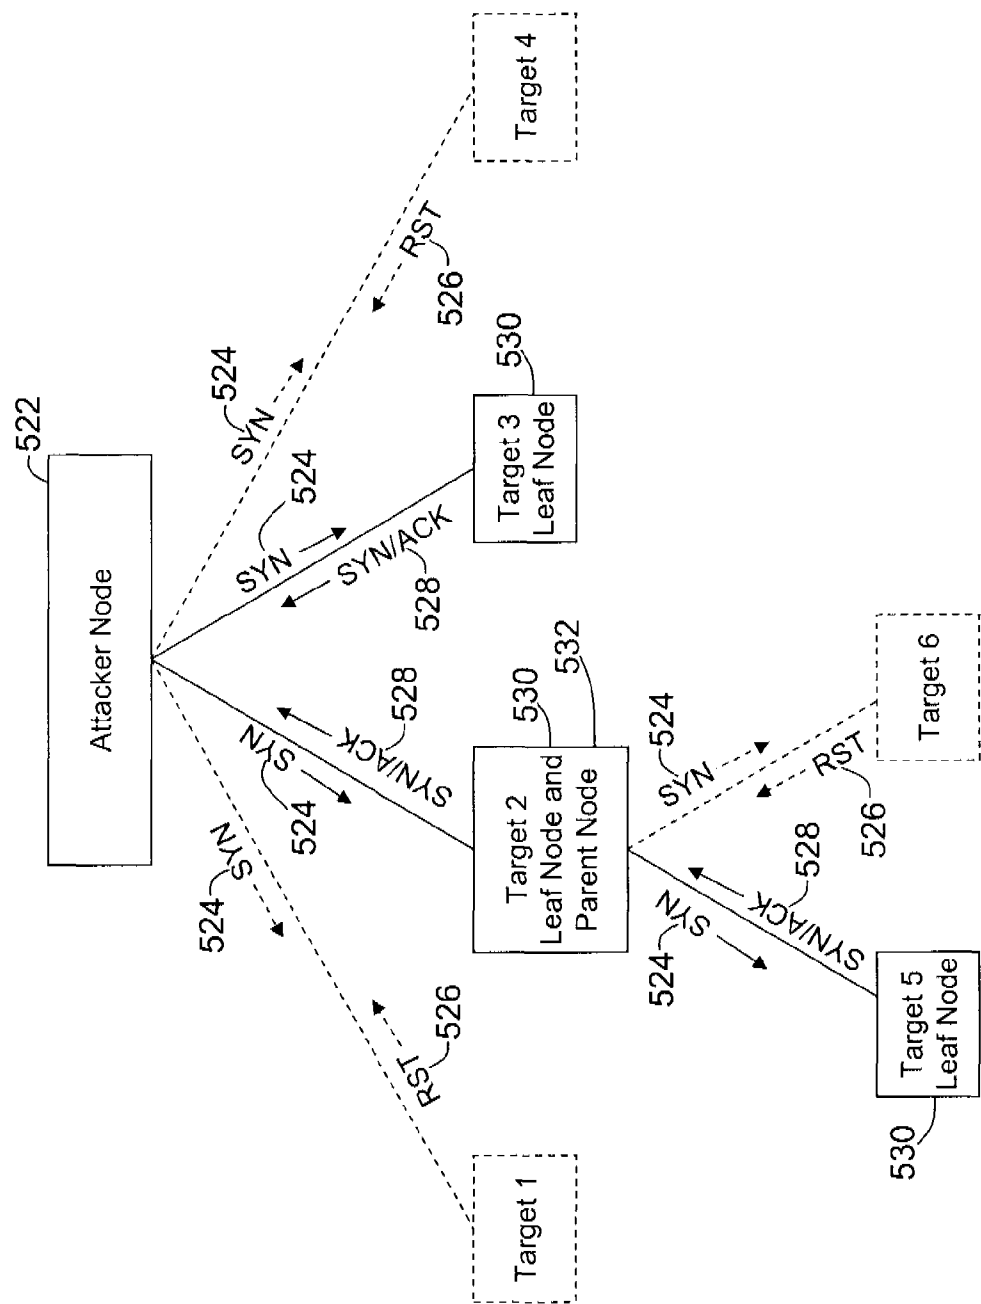 522
Attacker Node
524
SYN
524
SYN
SYN/ACK
528
SYN
524
SYN/ACK
528
SYN
524
RST
526
RST
526
Target 1
530
532
Target 2
Leaf Node and
Parent Node
530
Target 3
Leaf Node
Target 4
SYN
524
SYN/ACK
528
SYN
524
RST
526
530
Target 5
Leaf Node
Target 6